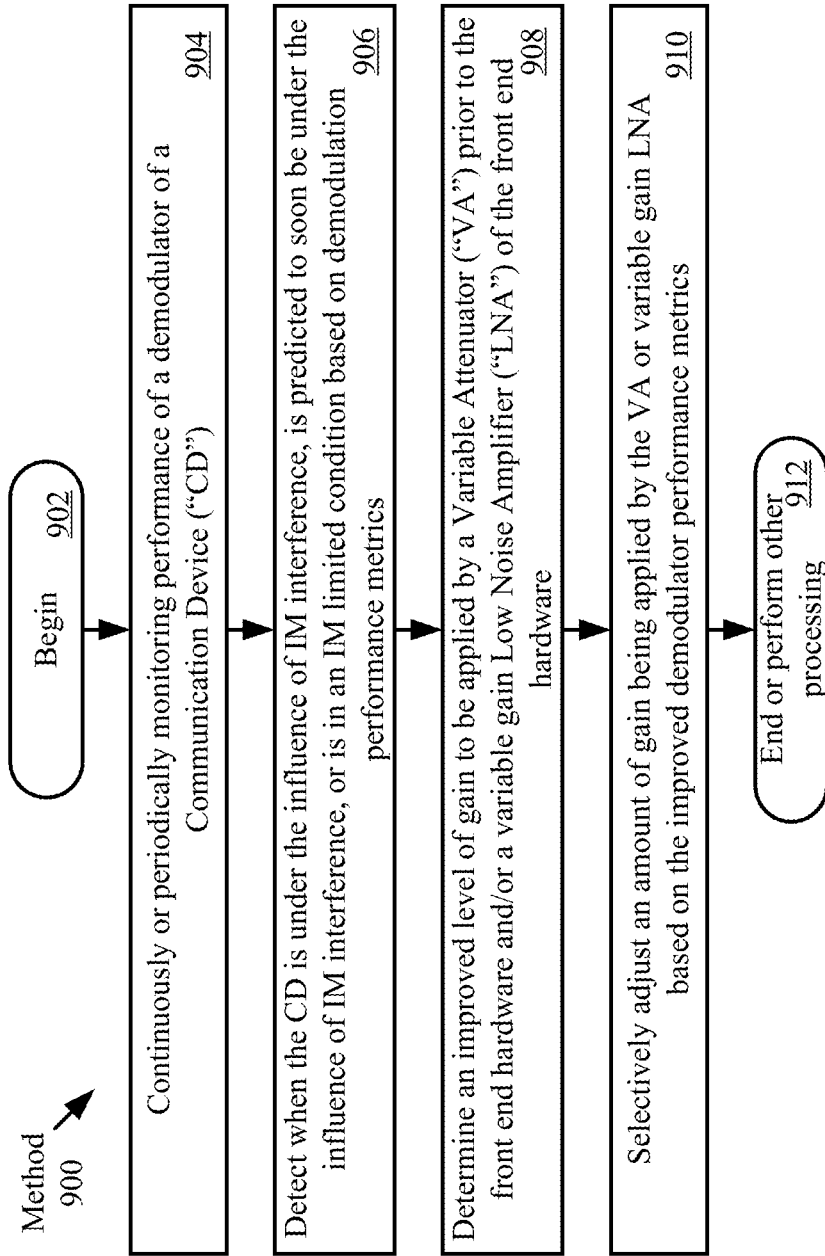 Method
900
Begin
902
Continuously or periodically monitoring performance of a demodulator of a
Communication Device (“CD”)
904
Detect when the CD is under the influence of IM interference, is predicted to soon be under the
influence of IM interference, or is in an IM limited condition based on demodulation
performance metrics
906
Determine an improved level of gain to be applied by a Variable Attenuator (“VA”) prior to the
front end hardware and/or a variable gain Low Noise Amplifier (“LNA”) of the front end
hardware
908
Selectively adjust an amount of gain being applied by the VA or variable gain LNA
based on the improved demodulator performance metrics
910
End or perform other
processing
912